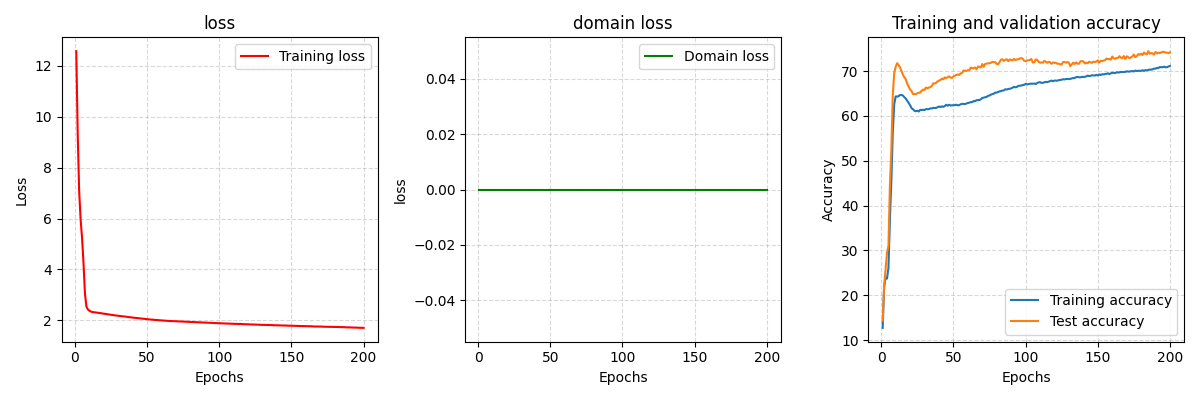 loss
Training loss
12
10
8
6
4
2
0
50
100
150
200
Epochs
Loss
domain loss
Domain loss
0.04
0.02
0.00
−0.02
−0.04
0
50
100
150
200
Epochs
loss
Training and validation accuracy
70
60
50
40
30
20
10
Training accuracy
Test accuracy
0
50
100
150
200
Epochs
Accuracy